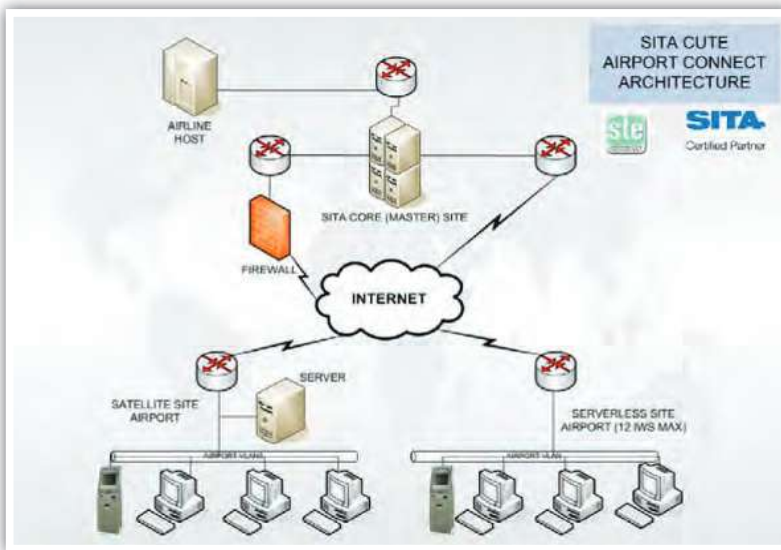 SITA CUTE
AIRPORT CONNECT
ARCHITECTURE
ste
SITA
Certified Partner
AIRLINE
HOST
SITA CORE (MASTER) SITE
FIREWALL
INTERNET
SATELLITE SITE
AIRPORT
SERVER
SERVERLESS SITE
AIRPORT (12 IWS MAX)
AIRPORT VLAN
AIRPORT VLAN